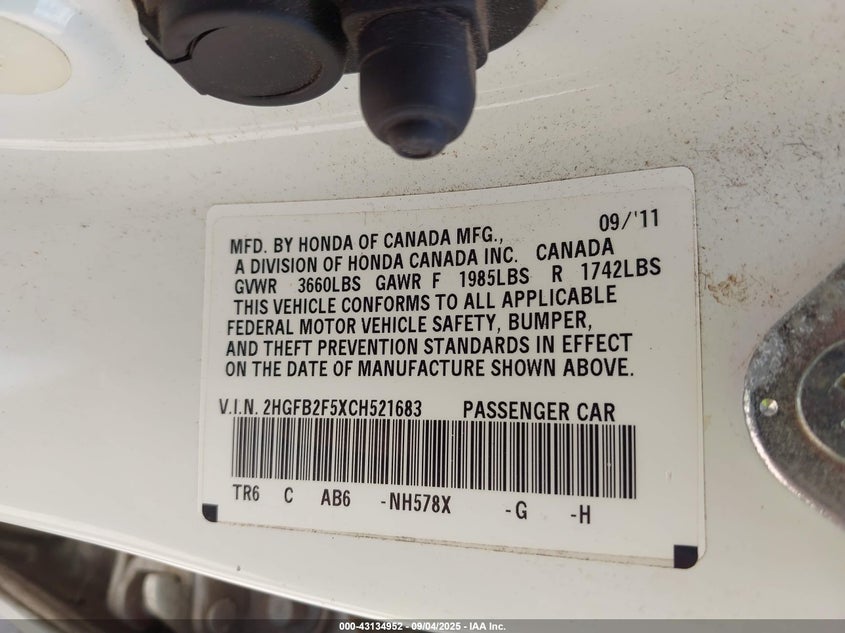 09/'11
MFD. BY HONDA OF CANADA MFG.,
A DIVISION OF HONDA CANADA INC. CANADA
GVWR 3660LBS GAWR F 1985LBS R 1742LBS
THIS VEHICLE CONFORMS TO ALL APPLICABLE
FEDERAL MOTOR VEHICLE SAFETY, BUMPER,
AND THEFT PREVENTION STANDARDS IN EFFECT
ON THE DATE OF MANUFACTURE SHOWN ABOVE.
V.I.N. 2HGFB2F5XCH521683 PASSENGER CAR
TR6 C AB6 -NH578X -G -H
000-43134952 - 09/04/2025 - IAA Inc.